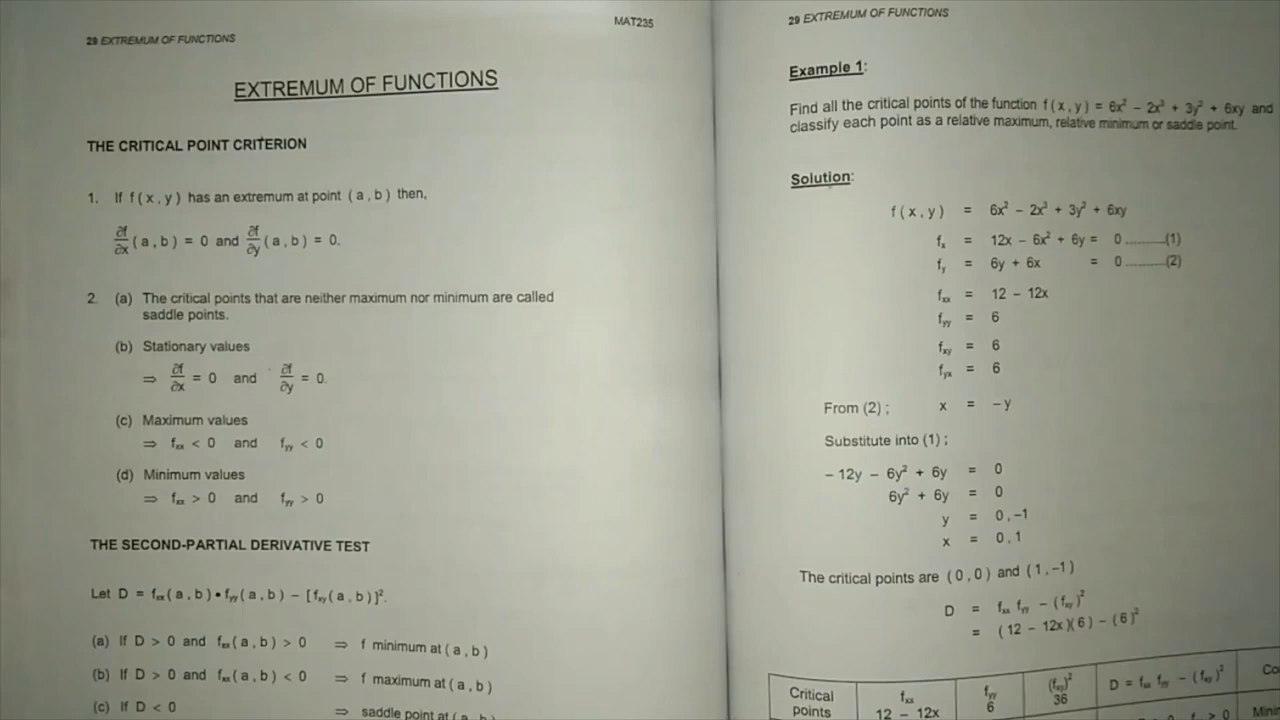 29 EXTREMUM OF FUNCTIONS
MAT235
EXTREMUM OF FUNCTIONS
THE CRITICAL POINT CRITERION
1. If f ( x , y ) has an extremum at point ( a , b ) then,
∂f/∂x ( a , b ) = 0 and ∂f/∂y ( a , b ) = 0.
2. (a) The critical points that are neither maximum nor minimum are called
saddle points.
(b) Stationary values
⇒ ∂f/∂x = 0 and ∂f/∂y = 0.
(c) Maximum values
⇒ fxx < 0 and fyy < 0
(d) Minimum values
⇒ fxx > 0 and fyy > 0
THE SECOND-PARTIAL DERIVATIVE TEST
Let D = fxx ( a , b ) • fyy ( a , b ) − [ fxy ( a , b ) ]².
(a) If D > 0 and fxx ( a , b ) > 0 ⇒ f minimum at ( a , b )
(b) If D > 0 and fxx ( a , b ) < 0 ⇒ f maximum at ( a , b )
(c) If D < 0 ⇒ saddle point at ( a , b )
29 EXTREMUM OF FUNCTIONS
Example 1:
Find all the critical points of the function f ( x , y ) = 6x² − 2x³ + 3y² + 6xy and
classify each point as a relative maximum, relative minimum or saddle point.
Solution:
f ( x , y ) = 6x² − 2x³ + 3y² + 6xy
fx = 12x − 6x² + 6y = 0 ..........(1)
fy = 6y + 6x = 0 ..........(2)
fxx = 12 − 12x
fyy = 6
fxy = 6
fyx = 6
From (2) ; x = − y
Substitute into (1) ;
− 12y − 6y² + 6y = 0
6y² + 6y = 0
y = 0 , −1
x = 0 , 1
The critical points are ( 0 , 0 ) and ( 1 , −1 )
D = fxx fyy − ( fxy )²
= ( 12 − 12x )( 6 ) − ( 6 )²
Critical points fxx 12 − 12x fyy 6 (fxy)² 36 D = fxx fyy − ( fxy )²